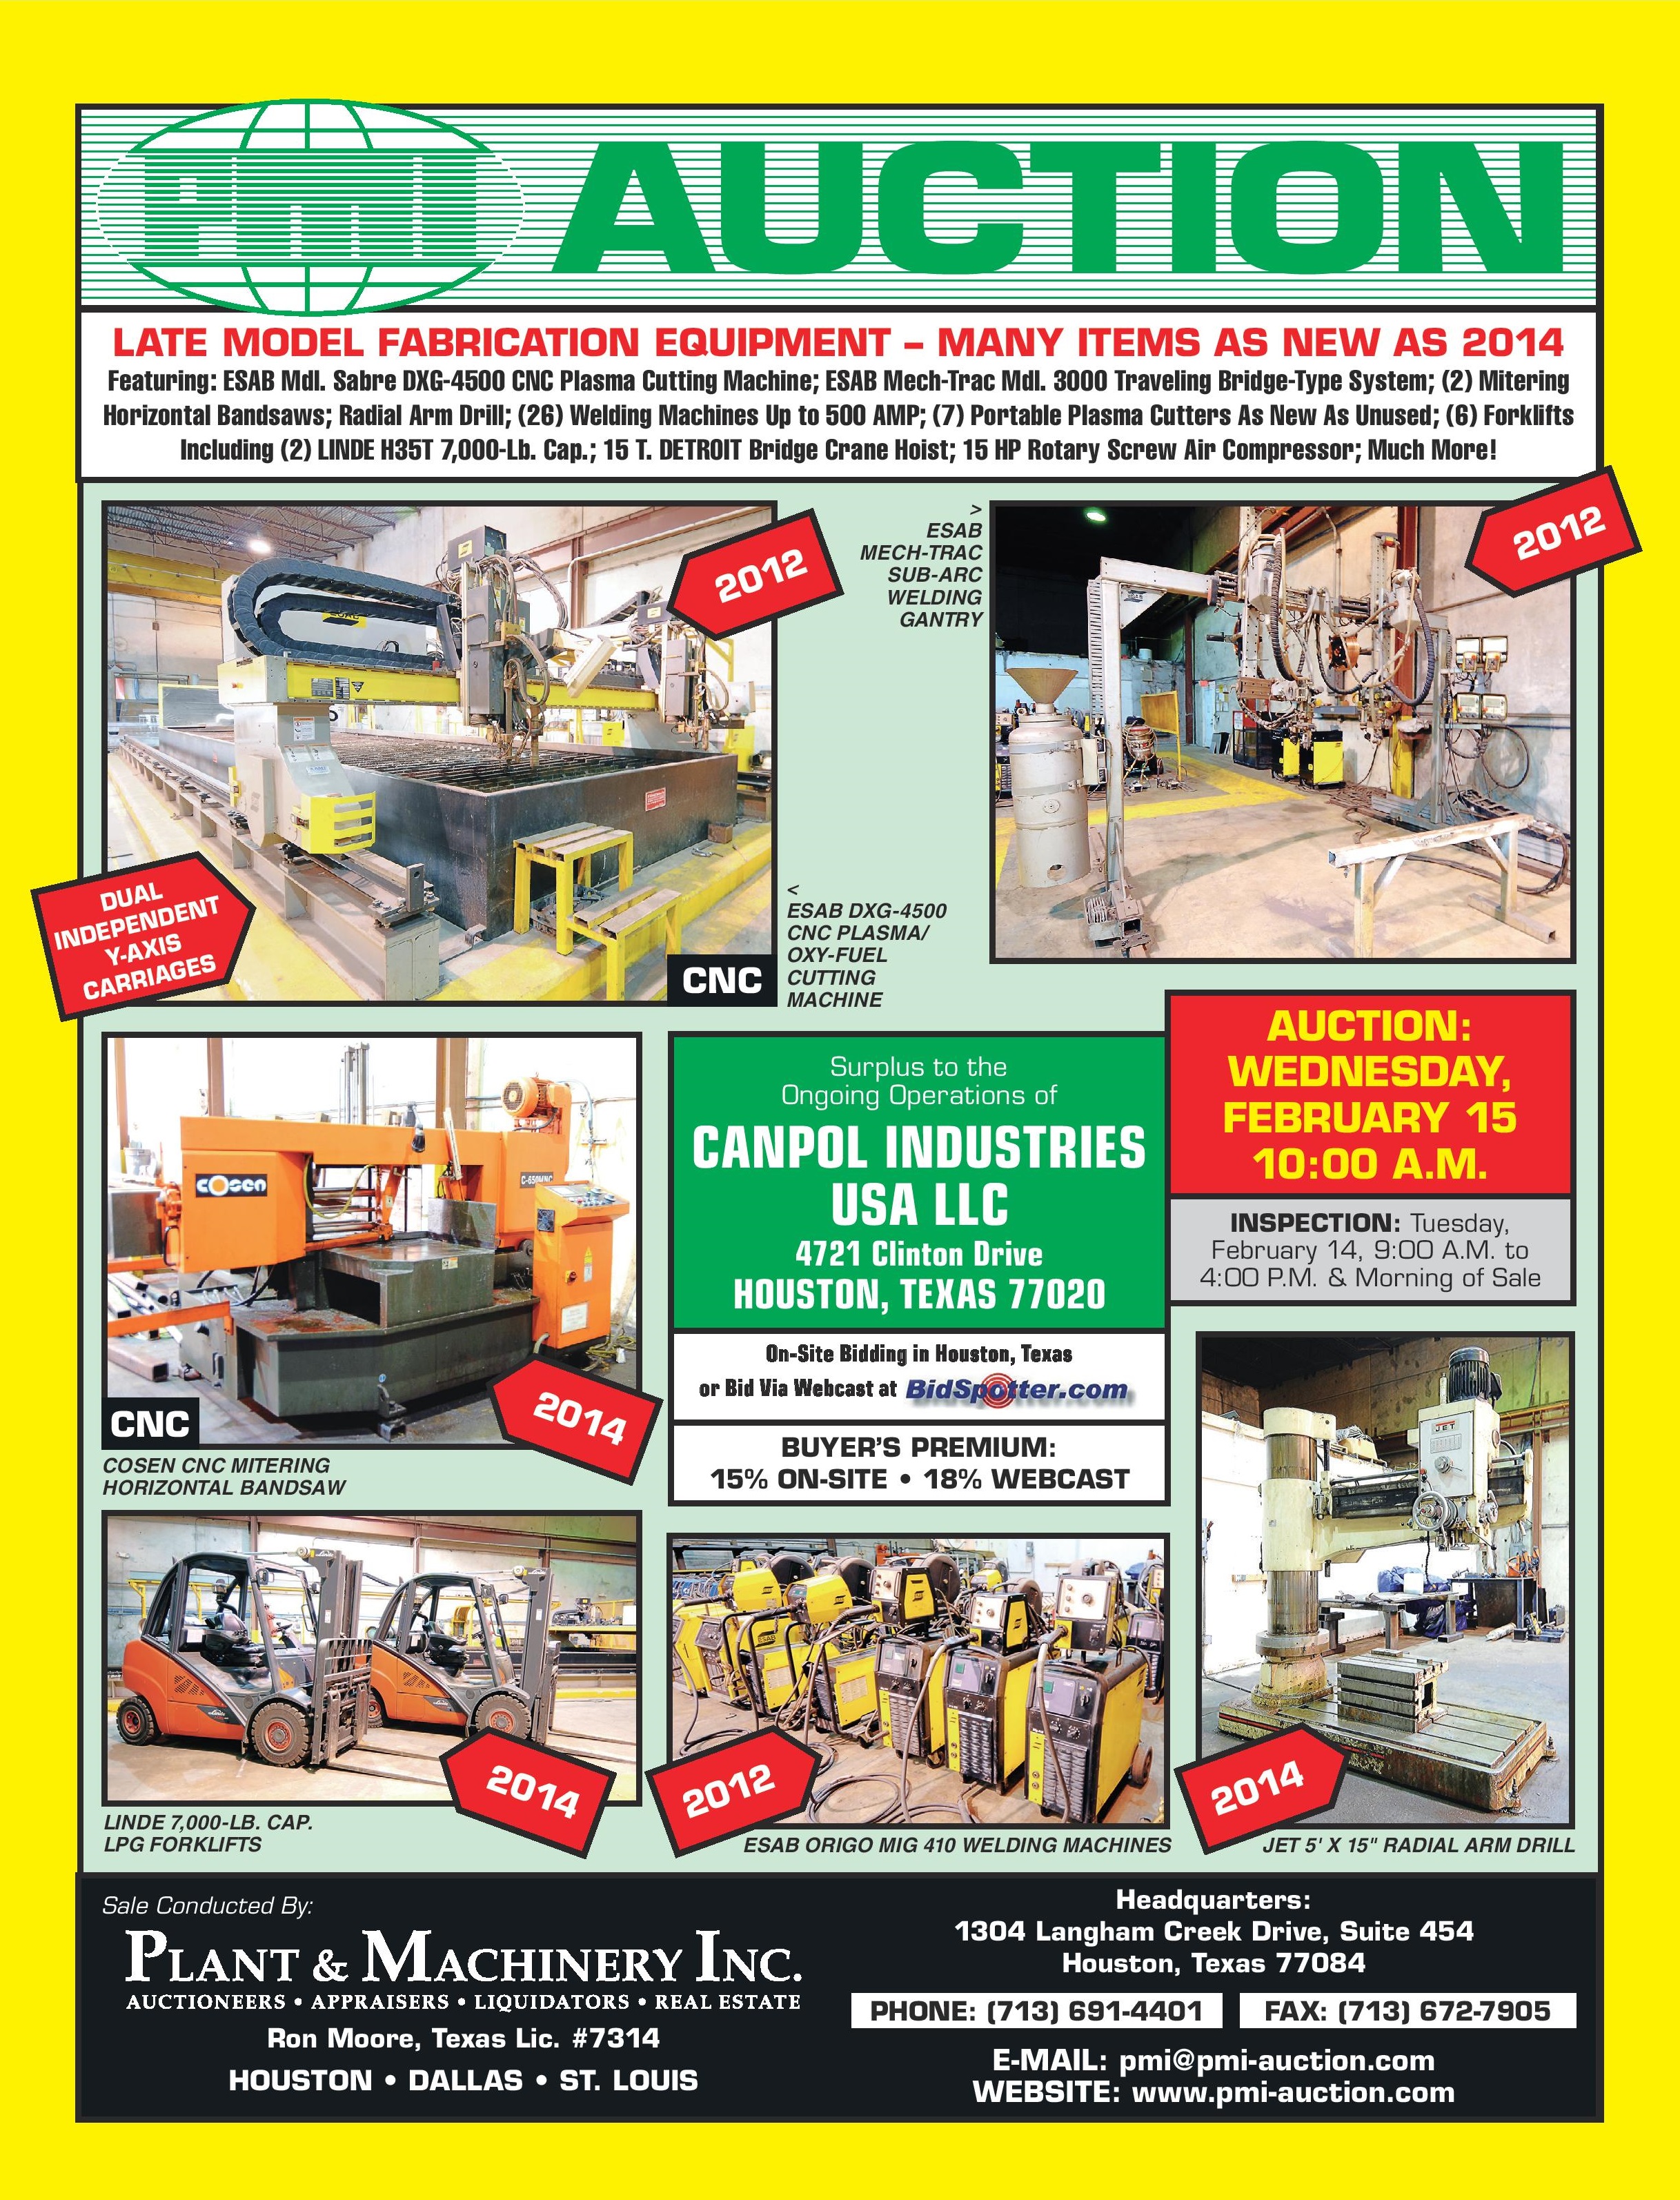 PMI AUCTION
LATE MODEL FABRICATION EQUIPMENT – MANY ITEMS AS NEW AS 2014
Featuring: ESAB Mdl. Sabre DXG-4500 CNC Plasma Cutting Machine; ESAB Mech-Trac Mdl. 3000 Traveling Bridge-Type System; (2) Mitering
Horizontal Bandsaws; Radial Arm Drill; (26) Welding Machines Up to 500 AMP; (7) Portable Plasma Cutters As New As Unused; (6) Forklifts
Including (2) LINDE H35T 7,000-Lb. Cap.; 15 T. DETROIT Bridge Crane Hoist; 15 HP Rotary Screw Air Compressor; Much More!
2012
>
ESAB
MECH-TRAC
SUB-ARC
WELDING
GANTRY
2012
DUAL
INDEPENDENT
Y-AXIS
CARRIAGES
CNC
<
ESAB DXG-4500
CNC PLASMA/
OXY-FUEL
CUTTING
MACHINE
AUCTION:
WEDNESDAY,
FEBRUARY 15
10:00 A.M.
INSPECTION: Tuesday,
February 14, 9:00 A.M. to
4:00 P.M. & Morning of Sale
Surplus to the
Ongoing Operations of
CANPOL INDUSTRIES
USA LLC
4721 Clinton Drive
HOUSTON, TEXAS 77020
On-Site Bidding in Houston, Texas
or Bid Via Webcast at BidSpotter.com
BUYER'S PREMIUM:
15% ON-SITE • 18% WEBCAST
cosen
C-650MNC
CNC
2014
COSEN CNC MITERING
HORIZONTAL BANDSAW
2014
LINDE 7,000-LB. CAP.
LPG FORKLIFTS
2012
ESAB ORIGO MIG 410 WELDING MACHINES
JET
2014
JET 5' X 15" RADIAL ARM DRILL
Sale Conducted By:
PLANT & MACHINERY INC.
AUCTIONEERS • APPRAISERS • LIQUIDATORS • REAL ESTATE
Ron Moore, Texas Lic. #7314
HOUSTON • DALLAS • ST. LOUIS
Headquarters:
1304 Langham Creek Drive, Suite 454
Houston, Texas 77084
PHONE: (713) 691-4401
FAX: (713) 672-7905
E-MAIL: pmi@pmi-auction.com
WEBSITE: www.pmi-auction.com